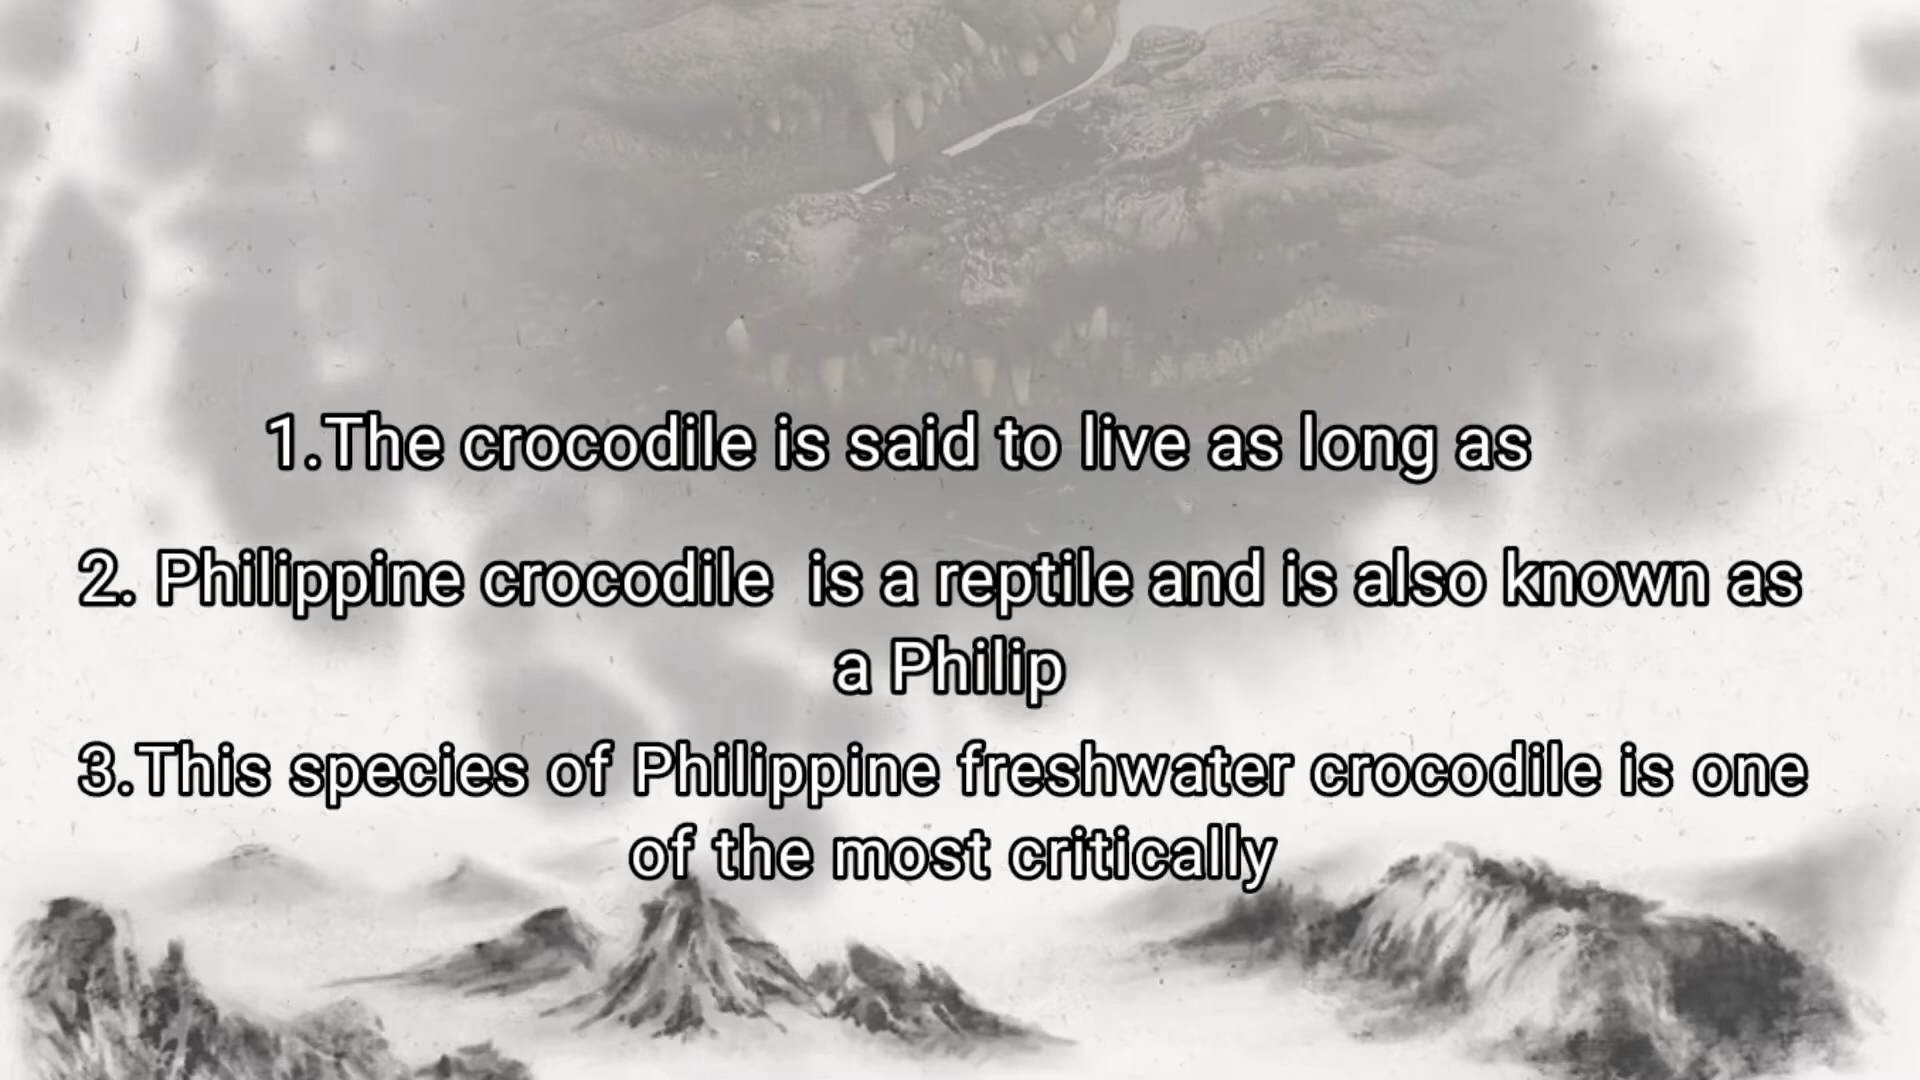 1.The crocodile is said to live as long as
2. Philippine crocodile  is a reptile and is also known as
a Philip
3.This species of Philippine freshwater crocodile is one
of the most critically